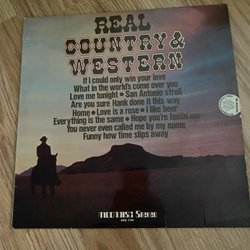 REAL
COUNTRY &
WESTERN
If I could only win your love
What in the world's come over you
Love me tonight • San Antonio stroll
Are you sure Hank done it this way
Home • Love is a rose • I like beer
Everything is the same • Hope you're feelin' me
You never even called me by my name
Funny how time slips away
Stereo